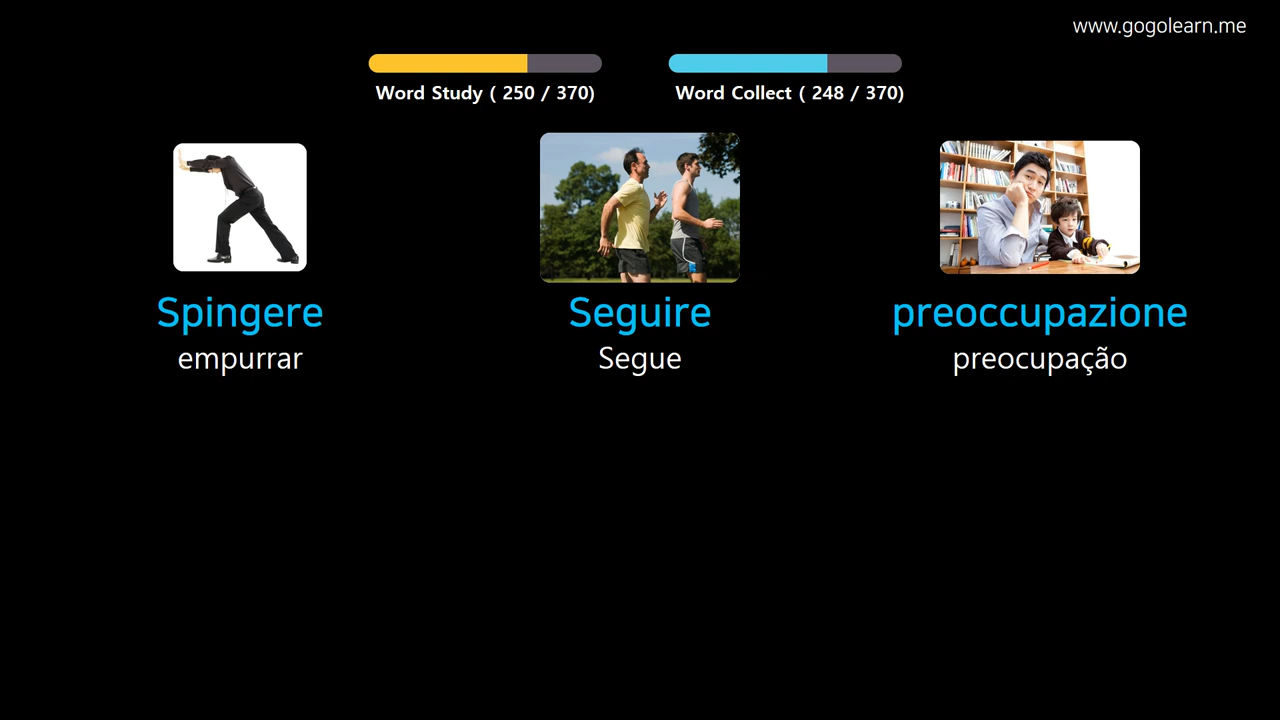 www.gogolearn.me
Word Study ( 250 / 370)
Word Collect ( 248 / 370)
Spingere
empurrar
Seguire
Segue
preoccupazione
preocupação